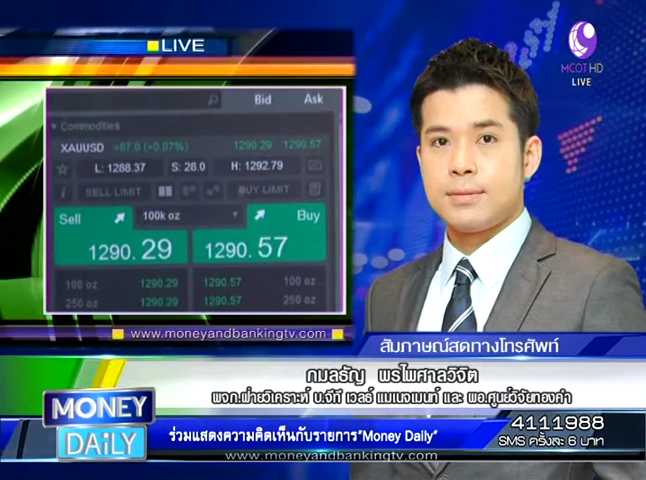 LIVE
MCOT HD
LIVE
Bid Ask
Commodities
XAUUSD +87.0 (+0.07%) 1290.29 1290.57
L: 1288.37 S: 28.0 H: 1292.79
i SELL LIMIT BUY LIMIT
Sell 100k oz Buy
1290.29 1290.57
100 oz 1290.29 1290.57 100 oz
250 oz 1290.29 1290.57 250 oz
www.moneyandbankingtv.com
สัมภาษณ์สดทางโทรศัพท์
กมลธัญ พรไพศาลวิจิต
ผจก.ฝ่ายวิเคราะห์ บ.จีที เวลธ์ แมเนจเมนท์ และ ผอ.ศูนย์วิจัยทองคำ
MONEY
DAILY
ร่วมแสดงความคิดเห็นกับรายการ"Money Daily"
4111988
SMS ครั้งละ 6 บาท
www.moneyandbankingtv.com